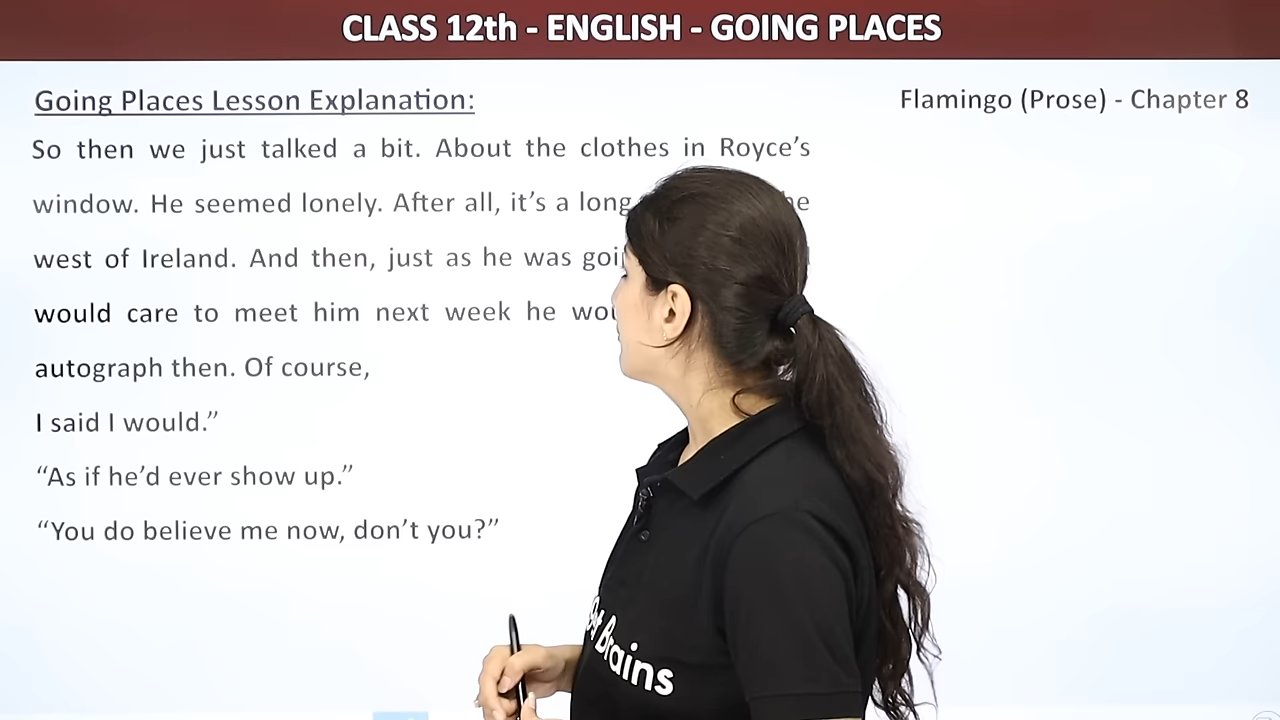 CLASS 12th - ENGLISH - GOING PLACES
Going Places Lesson Explanation:
Flamingo (Prose) - Chapter 8
So then we just talked a bit. About the clothes in Royce’s
window. He seemed lonely. After all, it’s a long
west of Ireland. And then, just as he was
would care to meet him next week he
autograph then. Of course,
I said I would.”
“As if he’d ever show up.”
“You do believe me now, don’t you?”
Brains